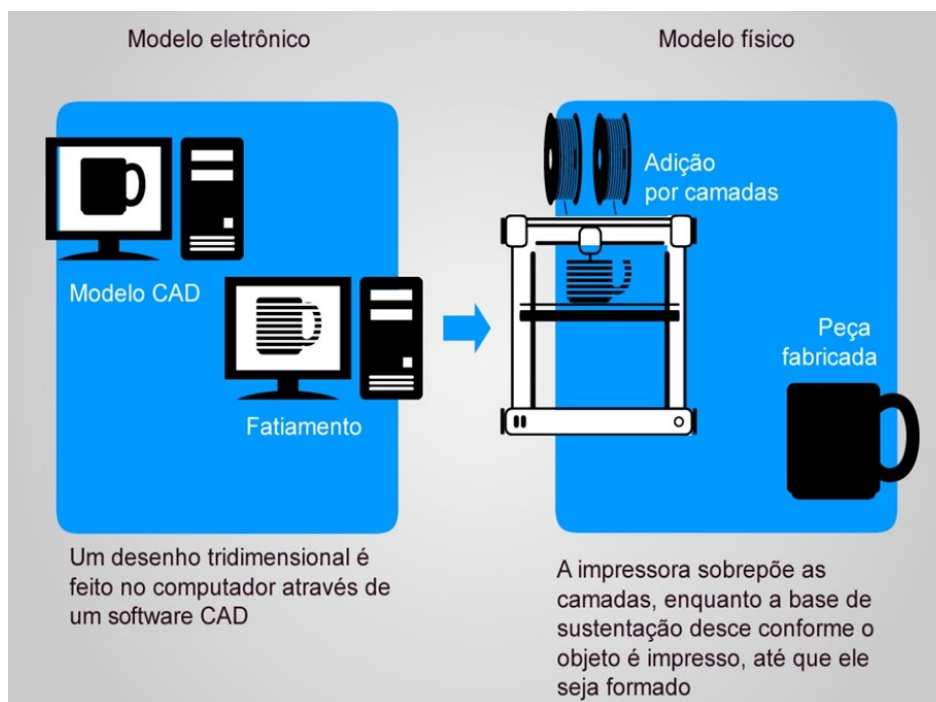 Modelo eletrônico
Modelo CAD
Fatiamento
Um desenho tridimensional é
feito no computador através de
um software CAD
Modelo físico
Adição
por camadas
Peça
fabricada
A impressora sobrepõe as
camadas, enquanto a base de
sustentação desce conforme o
objeto é impresso, até que ele
seja formado